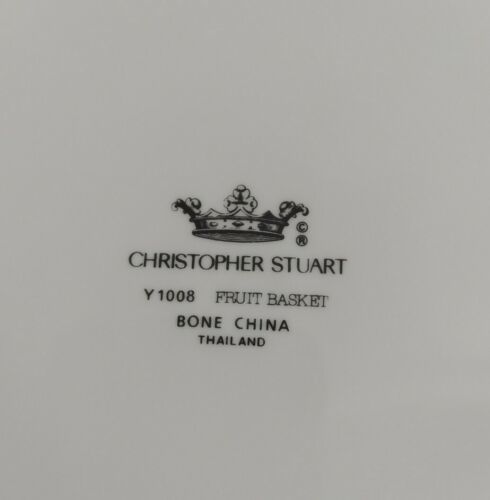 © ®
CHRISTOPHER STUART
Y1008 FRUIT BASKET
BONE CHINA
THAILAND